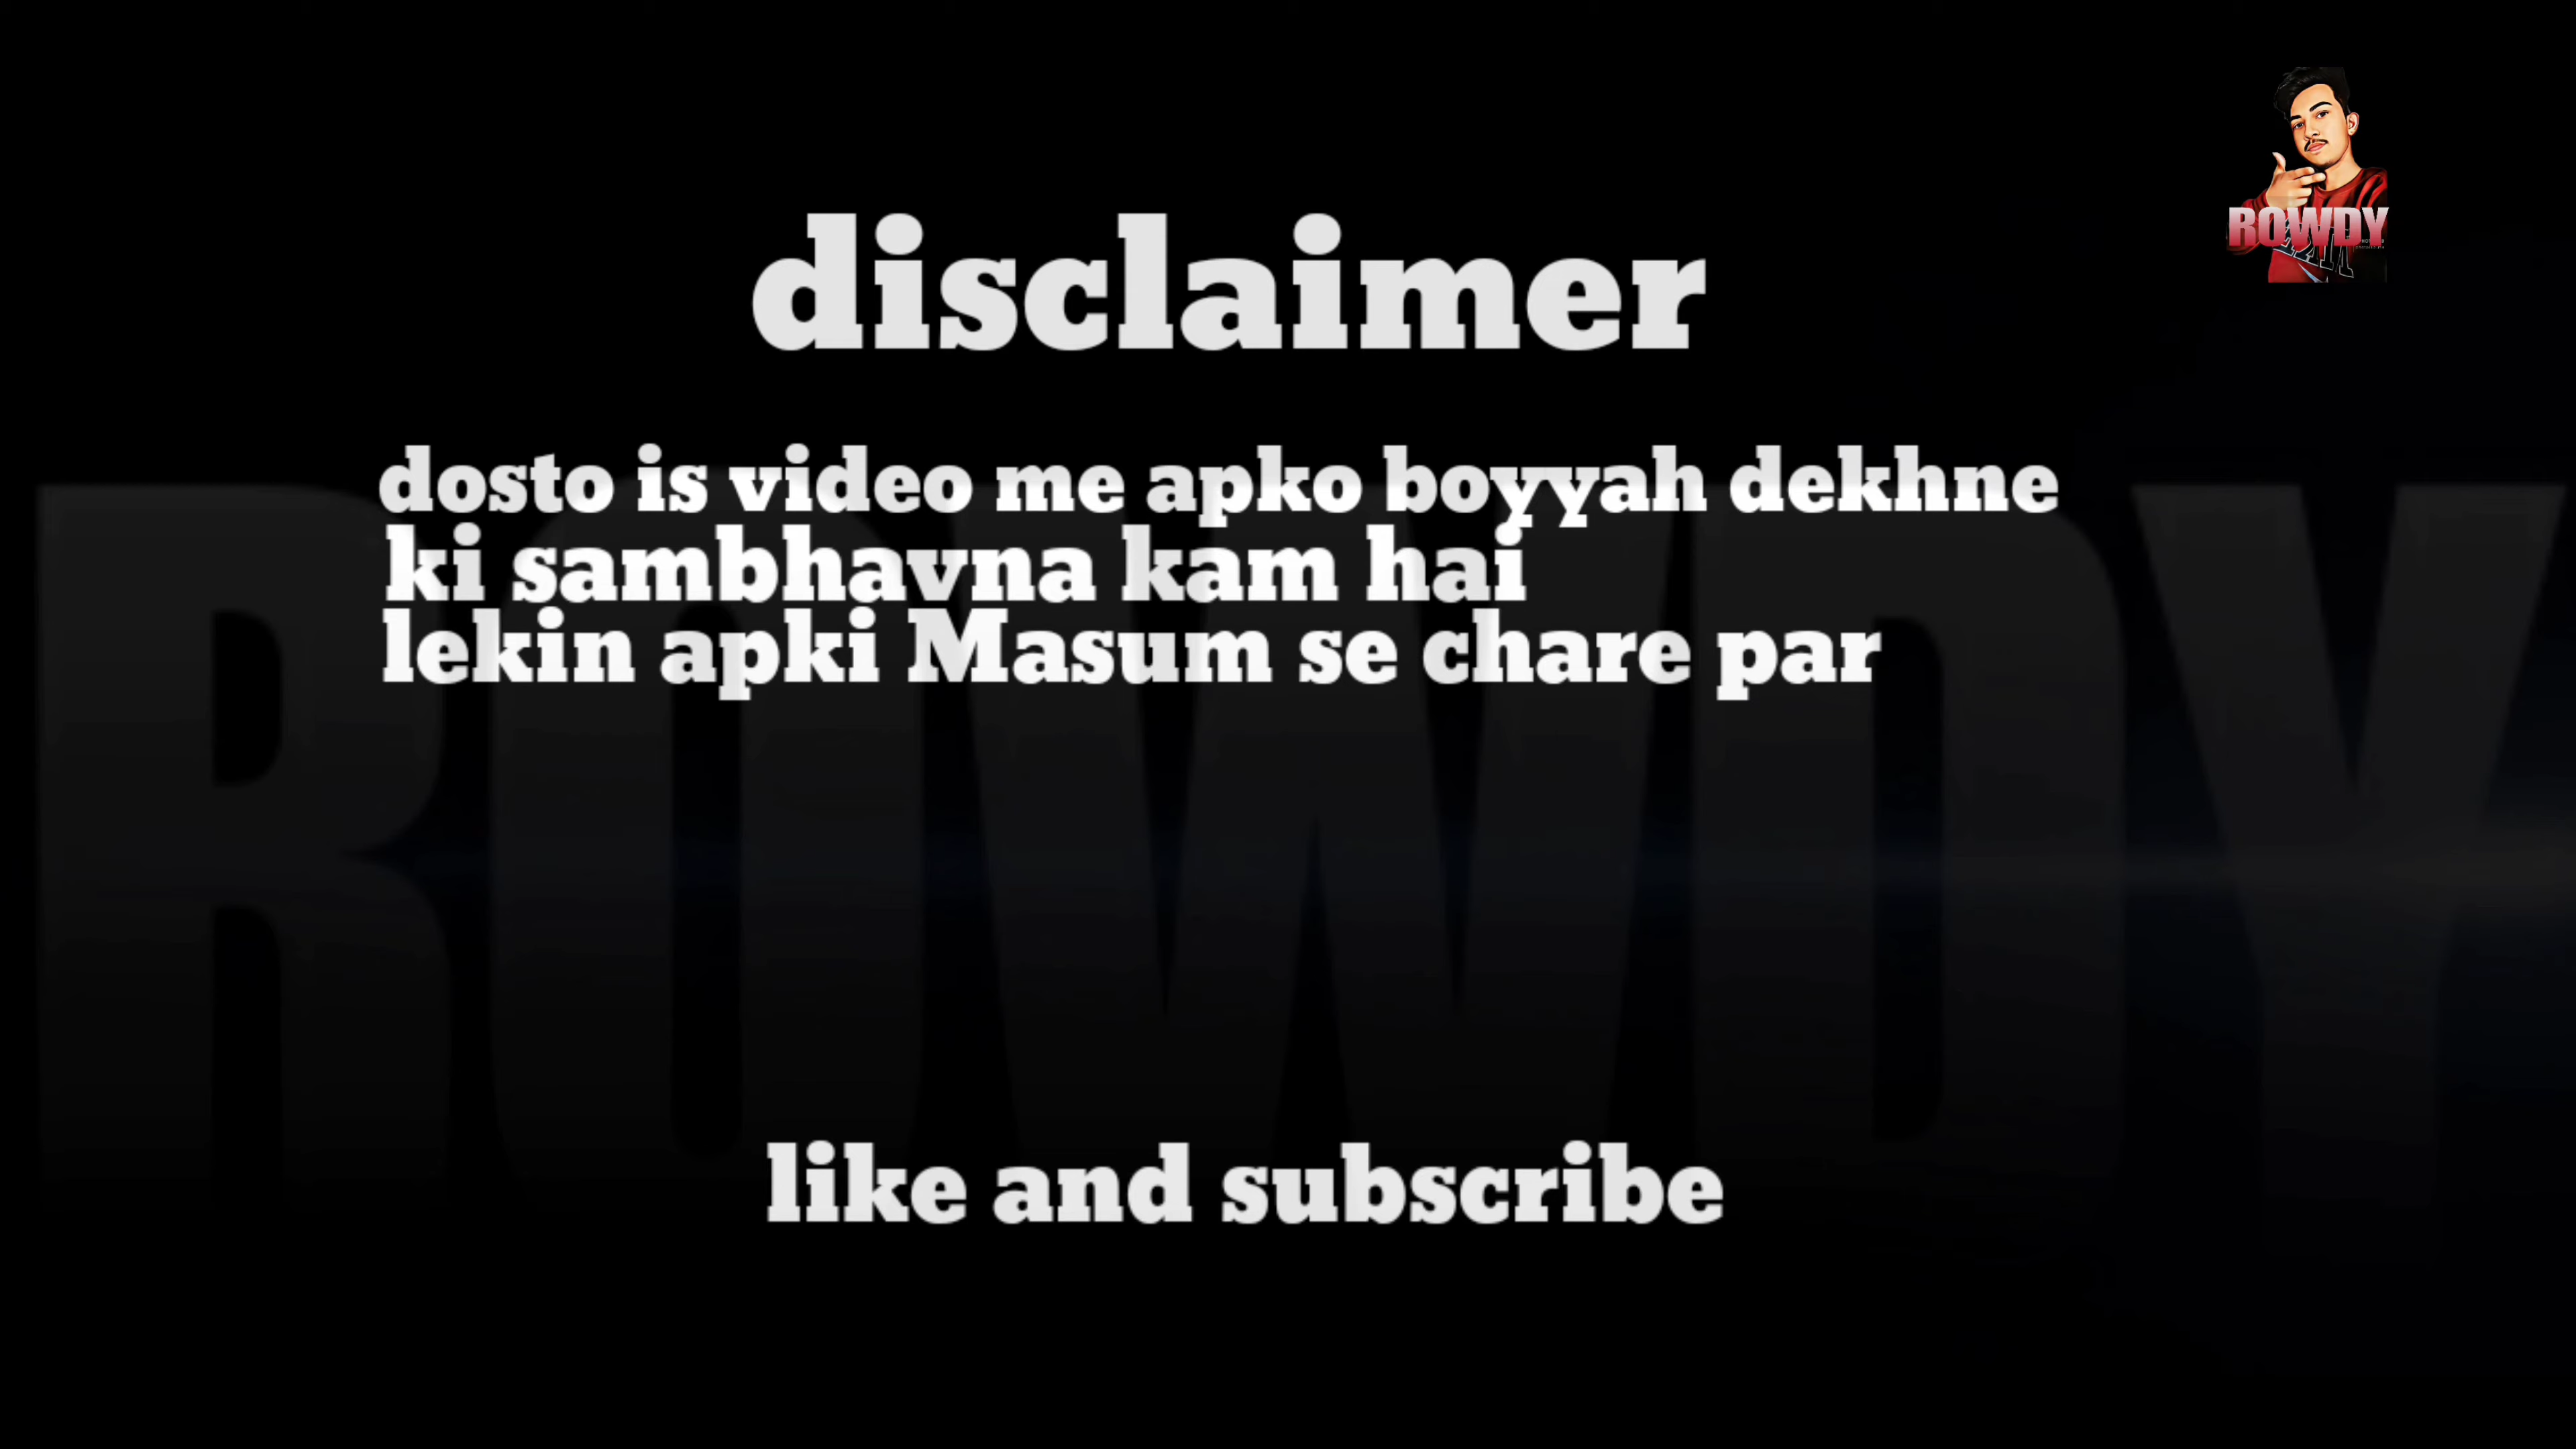 ROWDY
disclaimer
dosto is video me apko boyyah dekhne
ki sambhavna kam hai
lekin apki Masum se chare par
ROWDY
like and subscribe